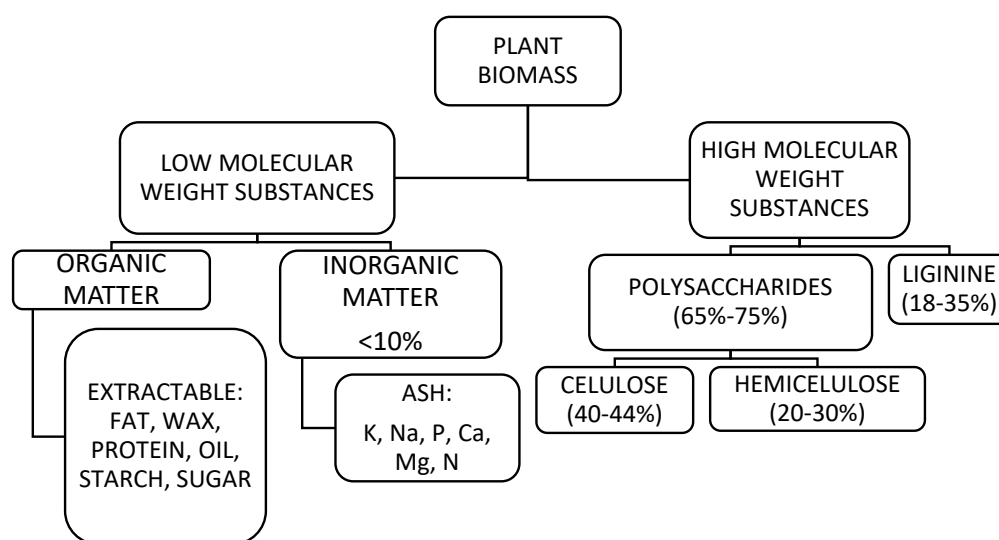 PLANT
BIOMASS
LOW MOLECULAR
WEIGHT SUBSTANCES
HIGH MOLECULAR
WEIGHT
SUBSTANCES
ORGANIC
MATTER
INORGANIC
MATTER
<10%
POLYSACCHARIDES
(65%-75%)
LIGININE
(18-35%)
EXTRACTABLE:
FAT, WAX,
PROTEIN, OIL,
STARCH, SUGAR
ASH:
K, Na, P, Ca,
Mg, N
CELULOSE
(40-44%)
HEMICELULOSE
(20-30%)